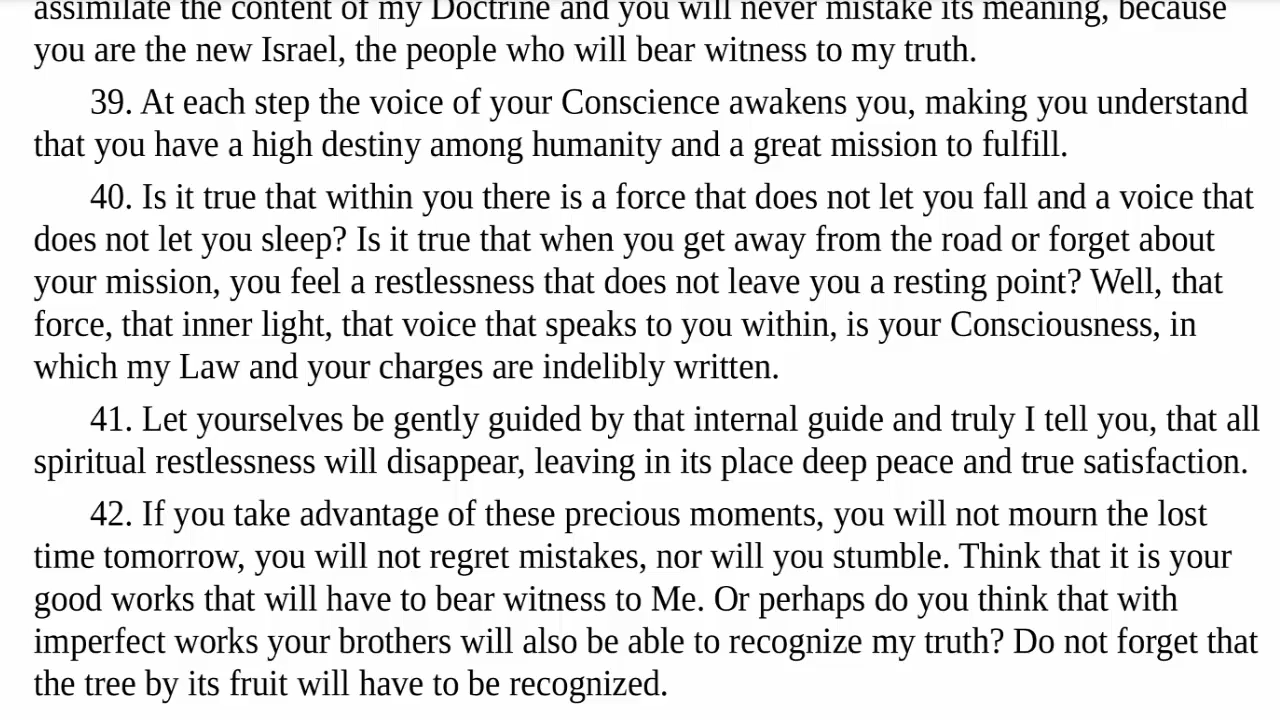 assimilate the content of my Doctrine and you will never mistake its meaning, because
you are the new Israel, the people who will bear witness to my truth.
39. At each step the voice of your Conscience awakens you, making you understand
that you have a high destiny among humanity and a great mission to fulfill.
40. Is it true that within you there is a force that does not let you fall and a voice that
does not let you sleep? Is it true that when you get away from the road or forget about
your mission, you feel a restlessness that does not leave you a resting point? Well, that
force, that inner light, that voice that speaks to you within, is your Consciousness, in
which my Law and your charges are indelibly written.
41. Let yourselves be gently guided by that internal guide and truly I tell you, that all
spiritual restlessness will disappear, leaving in its place deep peace and true satisfaction.
42. If you take advantage of these precious moments, you will not mourn the lost
time tomorrow, you will not regret mistakes, nor will you stumble. Think that it is your
good works that will have to bear witness to Me. Or perhaps do you think that with
imperfect works your brothers will also be able to recognize my truth? Do not forget that
the tree by its fruit will have to be recognized.